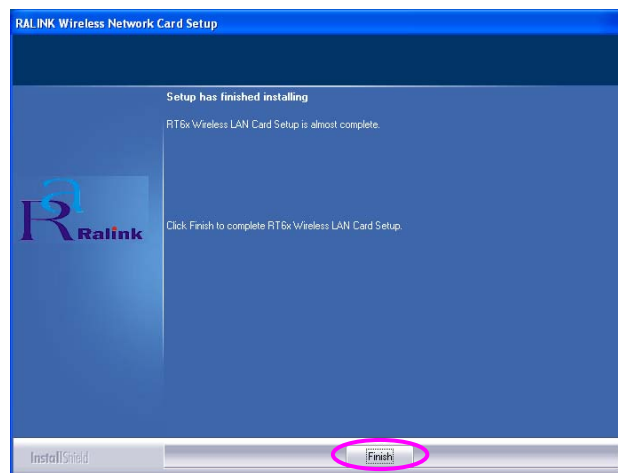 RALINK Wireless Network Card Setup
Setup has finished installing
RT6x Wireless LAN Card Setup is almost complete.
Ralink
Click Finish to complete RT6x Wireless LAN Card Setup.
InstallShield
Finish